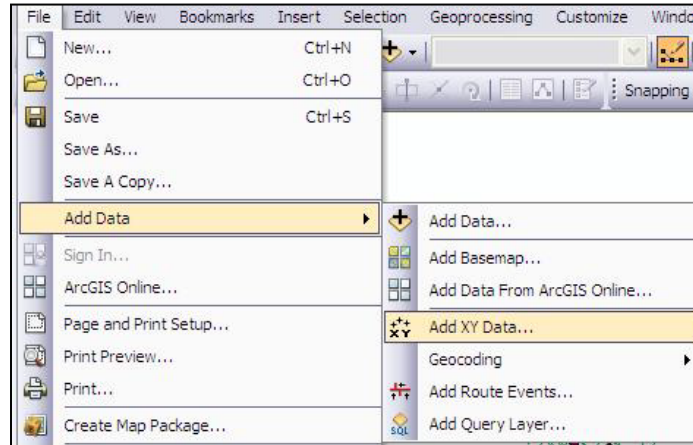 File Edit View Bookmarks Insert Selection Geoprocessing Customize
New... Ctrl+N
Open... Ctrl+O
Snapping
Save Ctrl+S
Save As...
Save A Copy...
Add Data
Add Data...
Sign In...
Add Basemap...
ArcGIS Online...
Add Data From ArcGIS Online...
Page and Print Setup...
XY
Add XY Data...
Print Preview...
Geocoding
Print...
Add Route Events...
Create Map Package...
SQL
Add Query Layer...